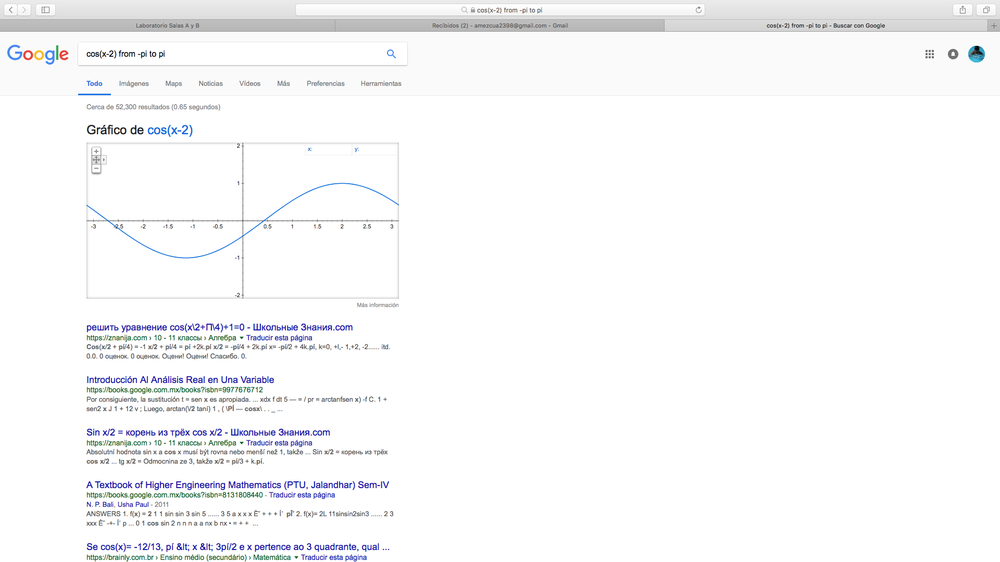 cos(x-2) from -pi to pi
Laboratorio Salas A y B
Recibidos (2) - amezcua2398@gmail.com - Gmail
cos(x-2) from -pi to pi - Buscar con Google
Google
cos(x-2) from -pi to pi
Todo Imágenes Maps Noticias Vídeos Más Preferencias Herramientas
Cerca de 52,300 resultados (0.65 segundos)
Gráfico de cos(x-2)
x: y:
2
1
-3 -2.5 -2 -1.5 -1 -0.5 0.5 1 1.5 2 2.5 3
-1
-2
Más información
решить уравнение cos(x\2+П\4)+1=0 - Школьные Знания.com
https://znanija.com › 10 - 11 классы › Алгебра ▼ Traducir esta página
Cos(x/2 + pí/4) = -1 x/2 + pí/4 = pí +2k.pí x/2 = -pí/4 + 2k.pí x= -pí/2 + 4k.pí, k=0, +l,- 1,+2, -2...... itd.
0.0. 0 оценок. 0 оценок. Оцени! Оцени! Спасибо. 0.
Introducción Al Análisis Real en Una Variable
https://books.google.com.mx/books?isbn=9977676712
Por consiguiente, la sustitución t = sen x es apropiada. ... xdx f dt 5 — = / pr = arctanfsen x) -f C. 1 +
sen2 x J 1 + 12 v ; Luego, arctan(\/2 taní) 1 , ( \PÍ — cosx\ . . _ ...
Sin x/2 = корень из трёх cos x/2 - Школьные Знания.com
https://znanija.com › 10 - 11 классы › Алгебра ▼ Traducir esta página
Absolutní hodnota sin x a cos x musí být rovna nebo menší než 1, takže ... Sin x/2 = корень из трёх
cos x/2 ... tg x/2 = Odmocnina ze 3, takže x/2 = pí/3 + k.pí.
A Textbook of Higher Engineering Mathematics (PTU, Jalandhar) Sem-IV
https://books.google.com.mx/books?isbn=8131808440 - Traducir esta página
N. P. Bali, Usha Paul - 2011
ANSWERS 1. f(x) = 2 1 1 sin sin 3 sin 5 ...... 3 5 a x x x È˘ + + + Í˙ pÎ˚ 2. f(x)= 2L 11sinsin2sin3 ...... 2 3
xxx È˘ -+- Í˙ p ... 0 1 cos sin 2 n n n a a nx b nx • = + + ...
Se cos(x)= -12/13, pí &lt; x &lt; 3pí/2 e x pertence ao 3 quadrante, qual ...
https://brainly.com.br › Ensino médio (secundário) › Matemática ▼ Traducir esta página